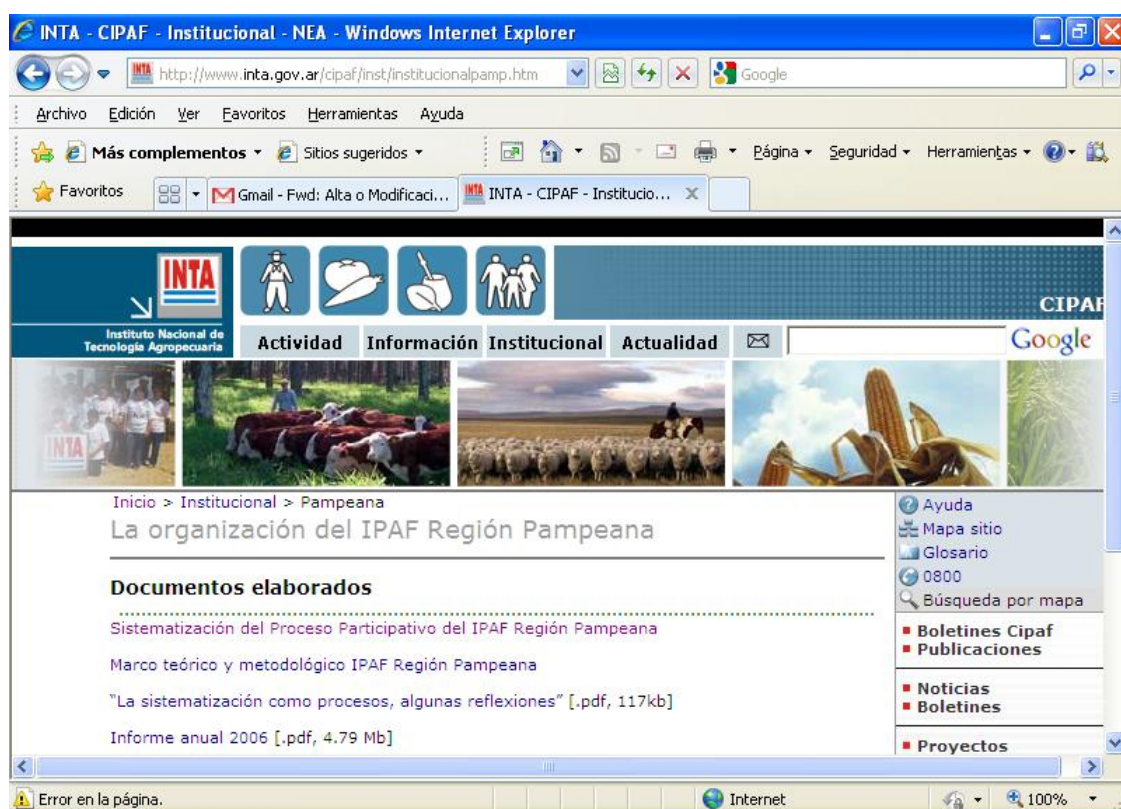 INTA - CIPAF - Institucional - NEA - Windows Internet Explorer
http://www.inta.gov.ar/cipaf/inst/institucionalpamp.htm
Google
Archivo Edición Ver Favoritos Herramientas Ayuda
Más complementos Sitios sugeridos Página Seguridad Herramientas
Favoritos Gmail - Fwd: Alta o Modificaci... INTA - CIPAF - Institucio... X
INTA
CIPAF
Instituto Nacional de
Tecnología Agropecuaria
Actividad Información Institucional Actualidad Google
INTA
Inicio > Institucional > Pampeana
La organización del IPAF Región Pampeana
Documentos elaborados
Sistematización del Proceso Participativo del IPAF Región Pampeana
Marco teórico y metodológico IPAF Región Pampeana
"La sistematización como procesos, algunas reflexiones" [.pdf, 117kb]
Informe anual 2006 [.pdf, 4.79 Mb]
Ayuda
Mapa sitio
Glosario
0800
Búsqueda por mapa
Boletines Cipaf
Publicaciones
Noticias
Boletines
Proyectos
Error en la página. Internet 100%